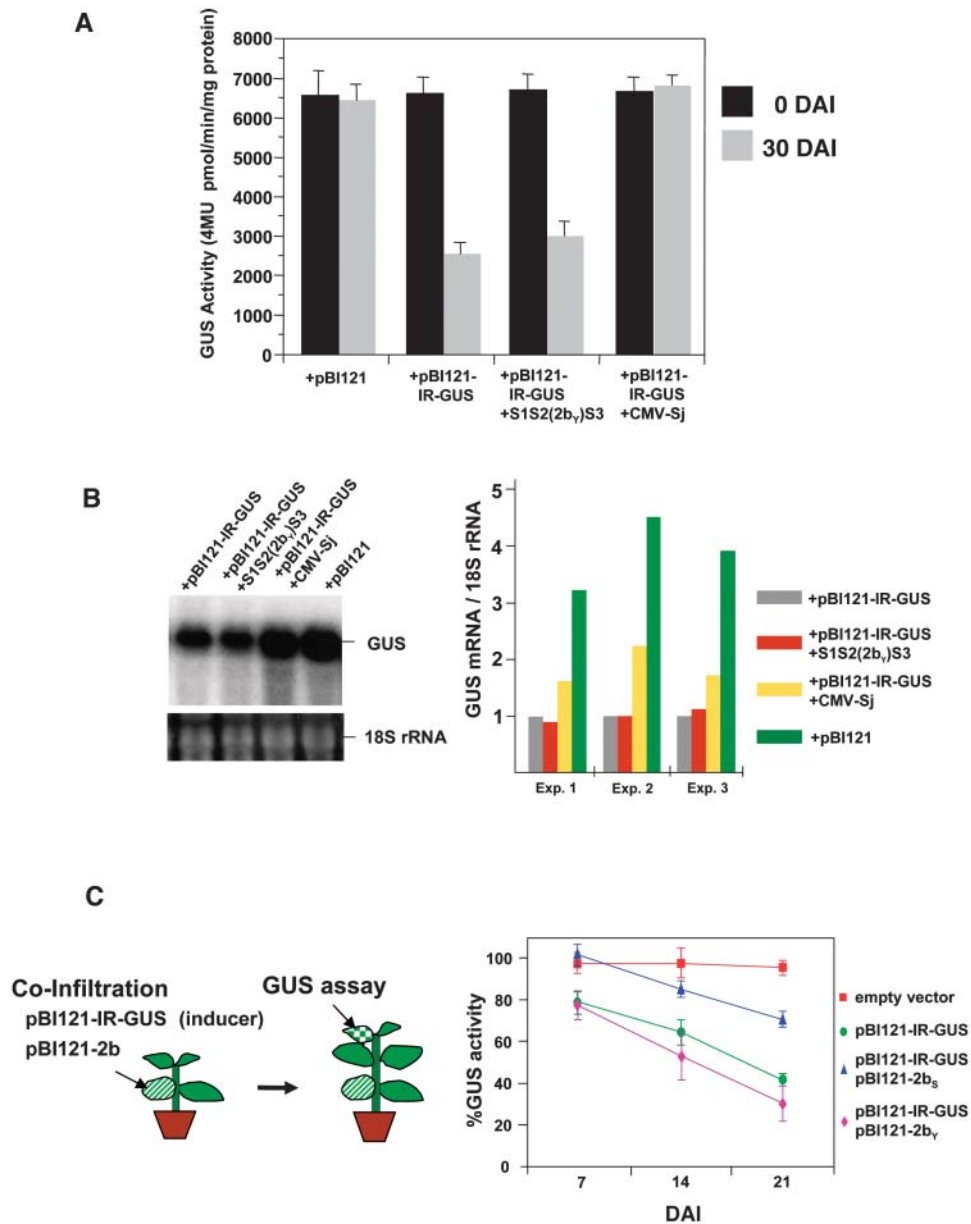 A
8000
7000
6000
5000
4000
3000
2000
1000
0
GUS Activity (4MU pmol/min/mg protein)
+pBI121
+pBI121-
IR-GUS
+pBI121-
IR-GUS
+S1S2(2bY)S3
+pBI121-
IR-GUS
+CMV-Sj
0 DAI
30 DAI
B
+pBI121-IR-GUS
+pBI121-IR-GUS
+S1S2(2bY)S3
+pBI121-IR-GUS
+CMV-Sj
+pBI121
GUS
18S rRNA
GUS mRNA / 18S rRNA
5
4
3
2
1
Exp. 1
Exp. 2
Exp. 3
+pBI121-IR-GUS
+pBI121-IR-GUS
+S1S2(2bY)S3
+pBI121-IR-GUS
+CMV-Sj
+pBI121
C
Co-Infiltration
pBI121-IR-GUS (inducer)
pBI121-2b
GUS assay
%GUS activity
100
80
60
40
20
0
7
14
21
DAI
empty vector
pBI121-IR-GUS
pBI121-IR-GUS
pBI121-2bS
pBI121-IR-GUS
pBI121-2bY